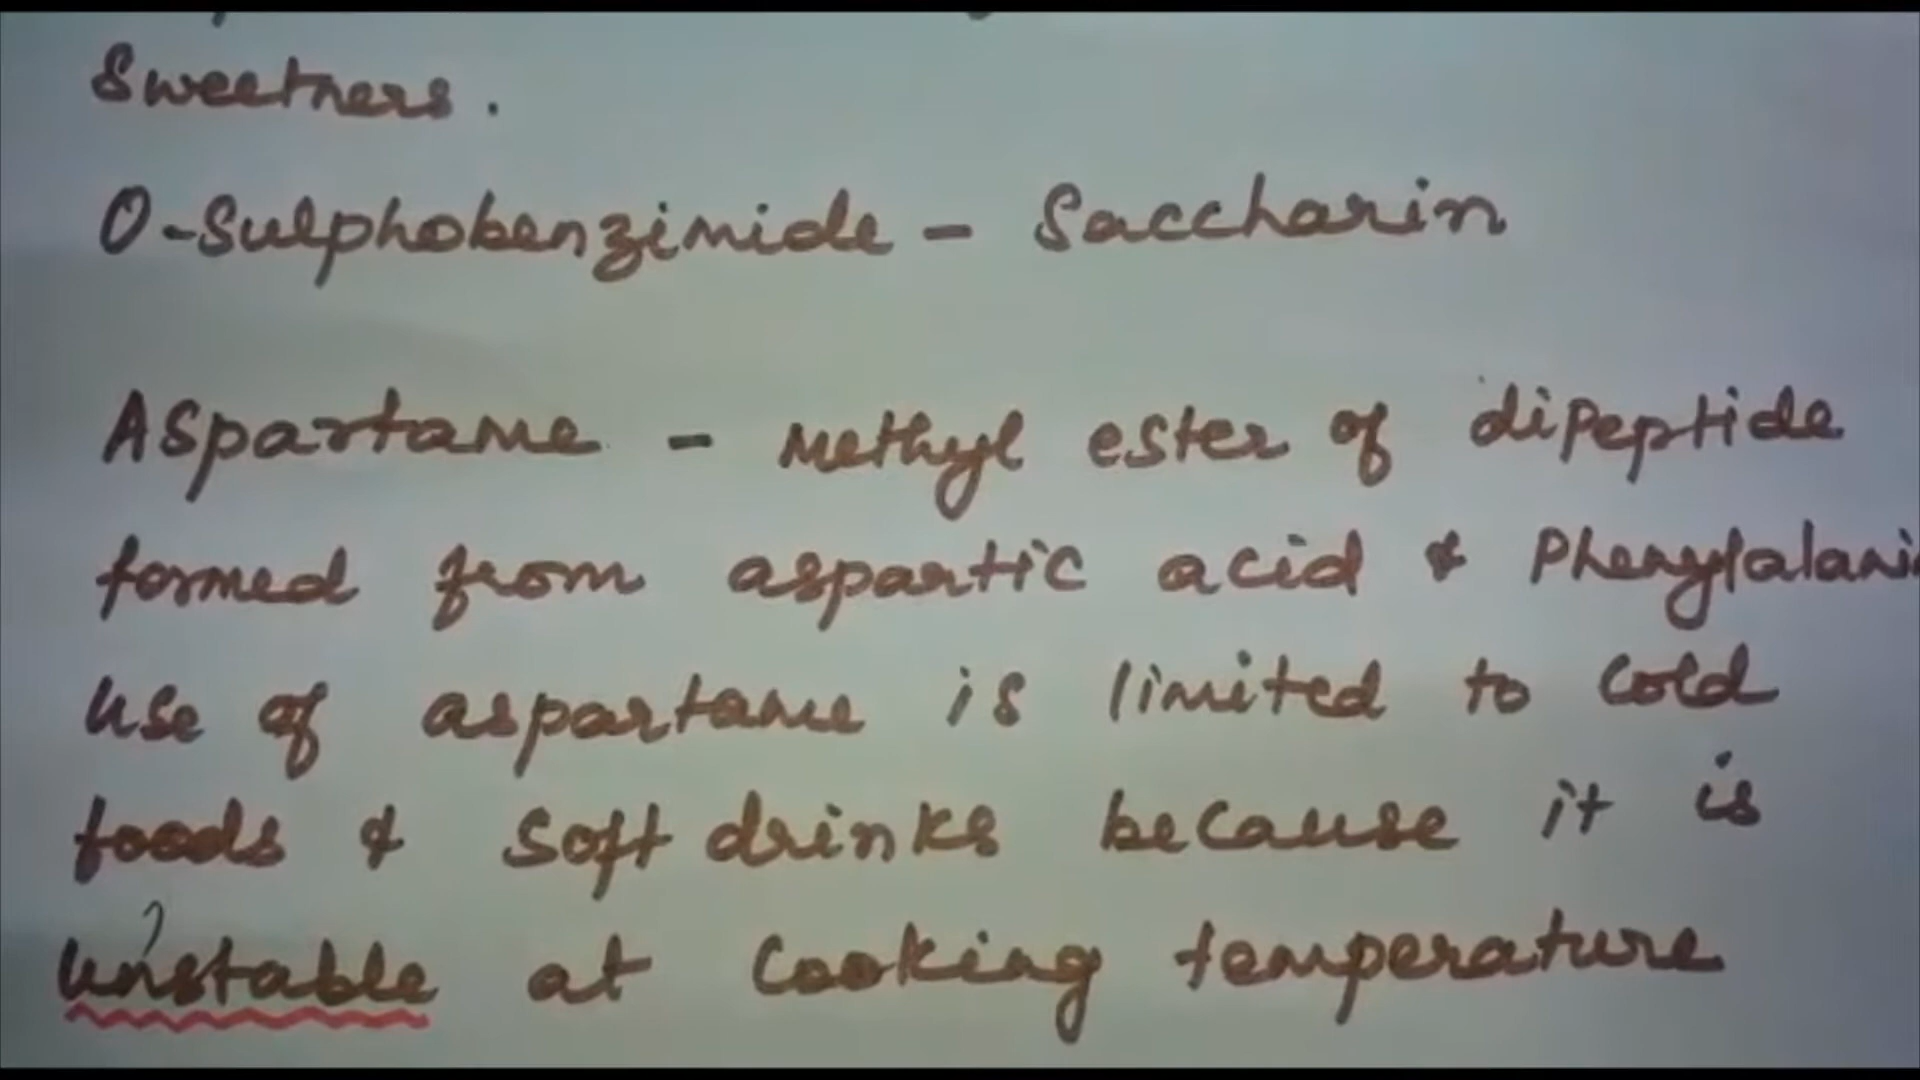 Sweetners.
O-Sulphobenzimide - Saccharin
Aspartame - Methyl ester of dipeptide
formed from aspartic acid & Phenylalani
Use of aspartame is limited to Cold
foods & Soft drinks because it is
unstable at Cooking temperature